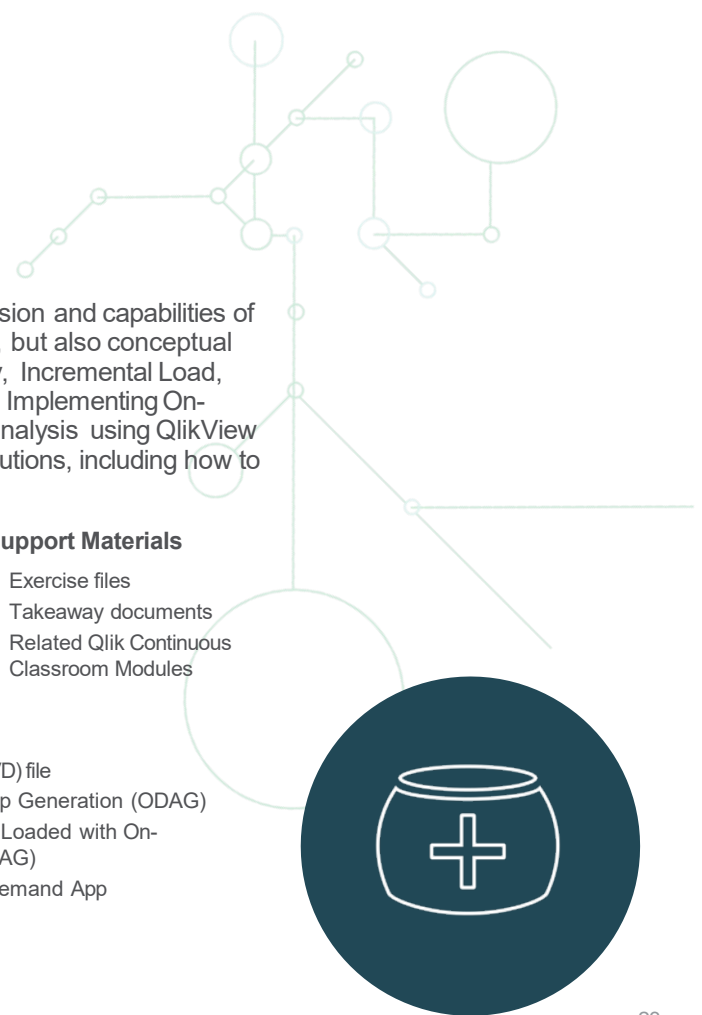 sion and capabilities of
but also conceptual
, Incremental Load,
Implementing On-
nalysis using QlikView
utions, including how to
upport Materials
Exercise files
Takeaway documents
Related Qlik Continuous
Classroom Modules
D) file
p Generation (ODAG)
Loaded with On-
AG)
emand App